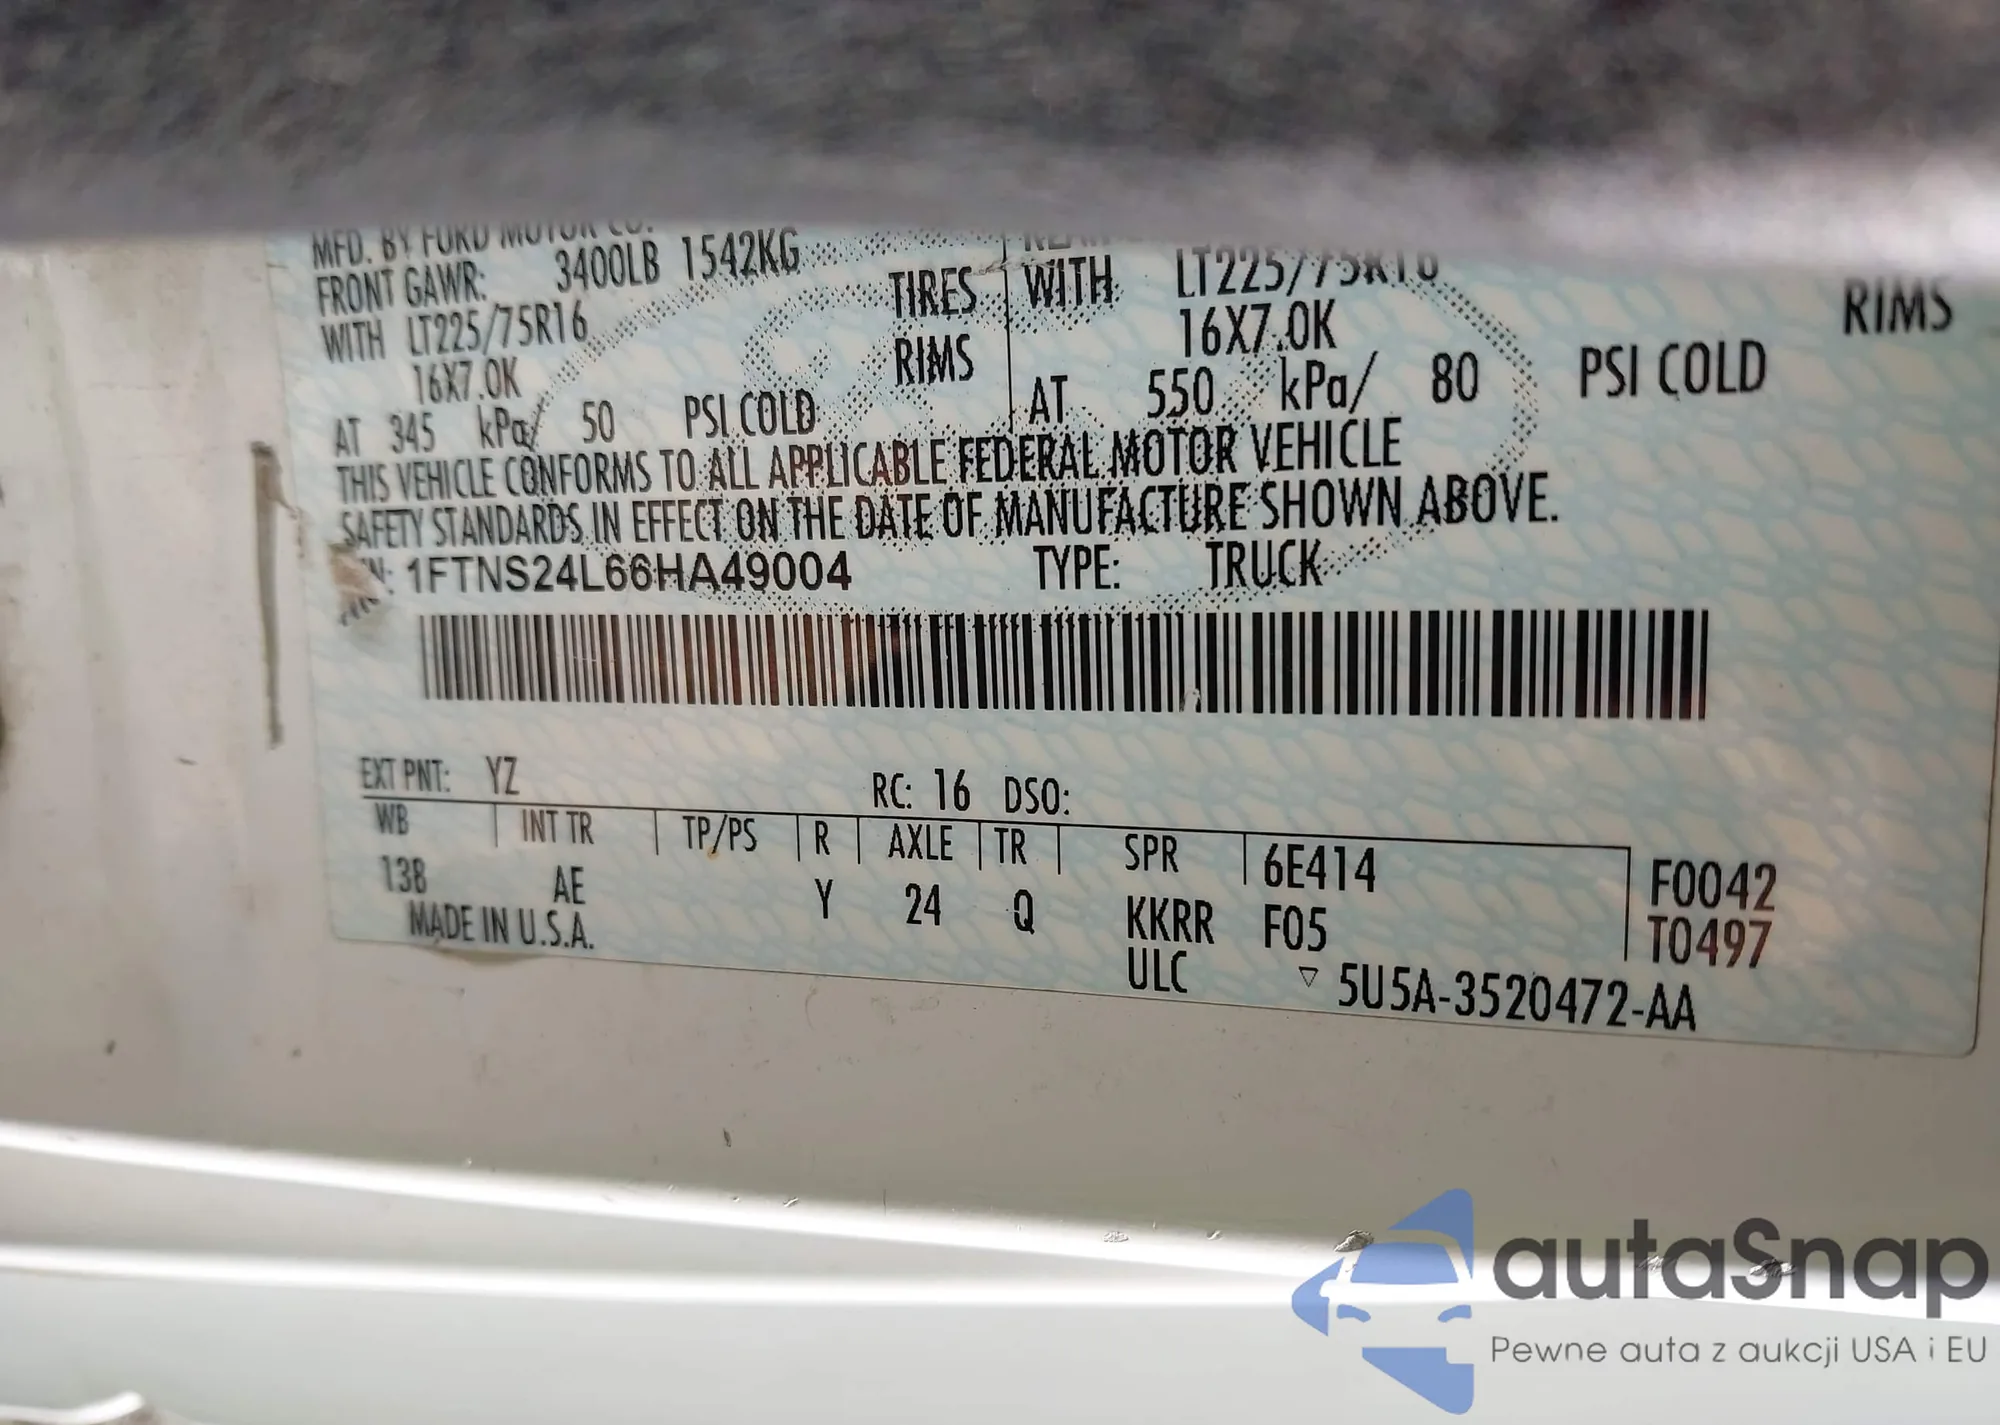 MFD. BY FORD MOTOR CO.
FRONT GAWR: 3400LB 1542KG
WITH LT225/75R16 TIRES
16X7.0K RIMS
AT 345 kPa/ 50 PSI COLD
WITH LT225/75R16
16X7.0K RIMS
AT 550 kPa/ 80 PSI COLD
THIS VEHICLE CONFORMS TO ALL APPLICABLE FEDERAL MOTOR VEHICLE
SAFETY STANDARDS IN EFFECT ON THE DATE OF MANUFACTURE SHOWN ABOVE.
1FTNS24L66HA49004 TYPE: TRUCK
EXT PNT: YZ RC: 16 DSO:
WB INT TR TP/PS R AXLE TR SPR 6E414 F0042
138 AE Y 24 Q KKRR F05 T0497
MADE IN U.S.A. ULC ▽ 5U5A-3520472-AA
autaSnap
Pewne auta z aukcji USA i EU